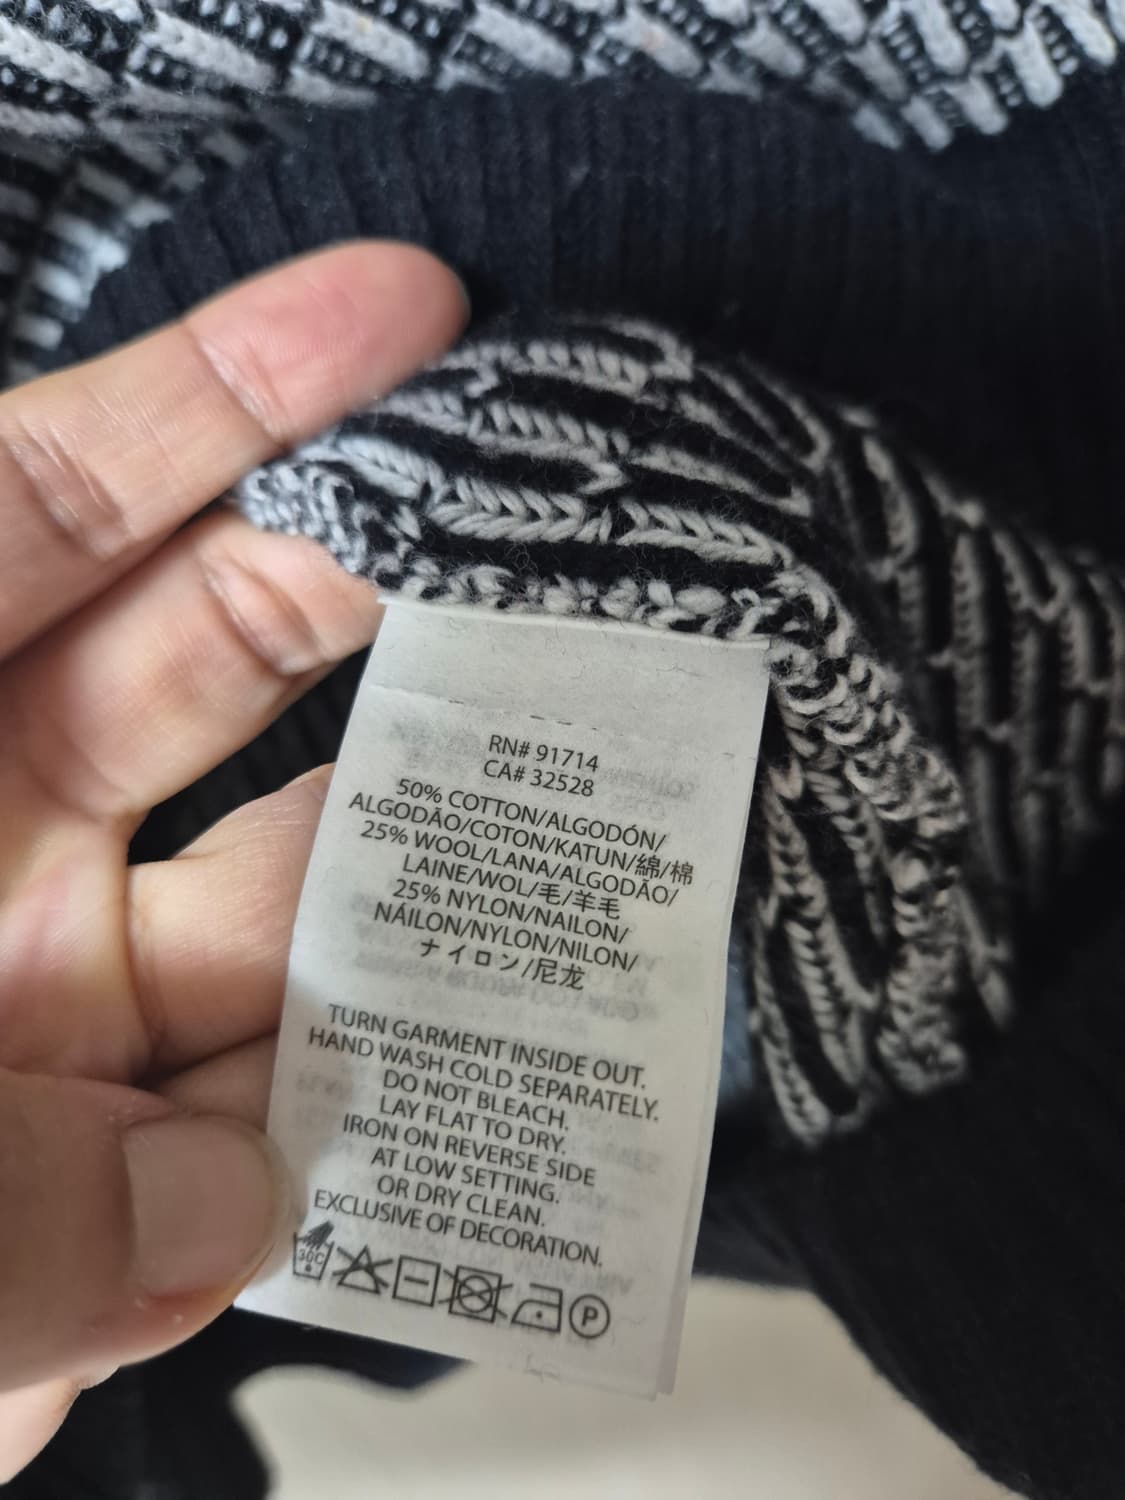 RN# 91714
CA# 32528
50% COTTON/ALGODÓN/
ALGODÃO/COTON/KATUN/綿/棉
25% WOOL/LANA/ALGODÃO/
LAINE/WOL/毛/羊毛
25% NYLON/NAILON/
NÁILON/NYLON/NILON/
ナイロン/尼龙
TURN GARMENT INSIDE OUT.
HAND WASH COLD SEPARATELY.
DO NOT BLEACH.
LAY FLAT TO DRY.
IRON ON REVERSE SIDE
AT LOW SETTING.
OR DRY CLEAN.
EXCLUSIVE OF DECORATION.
30C P